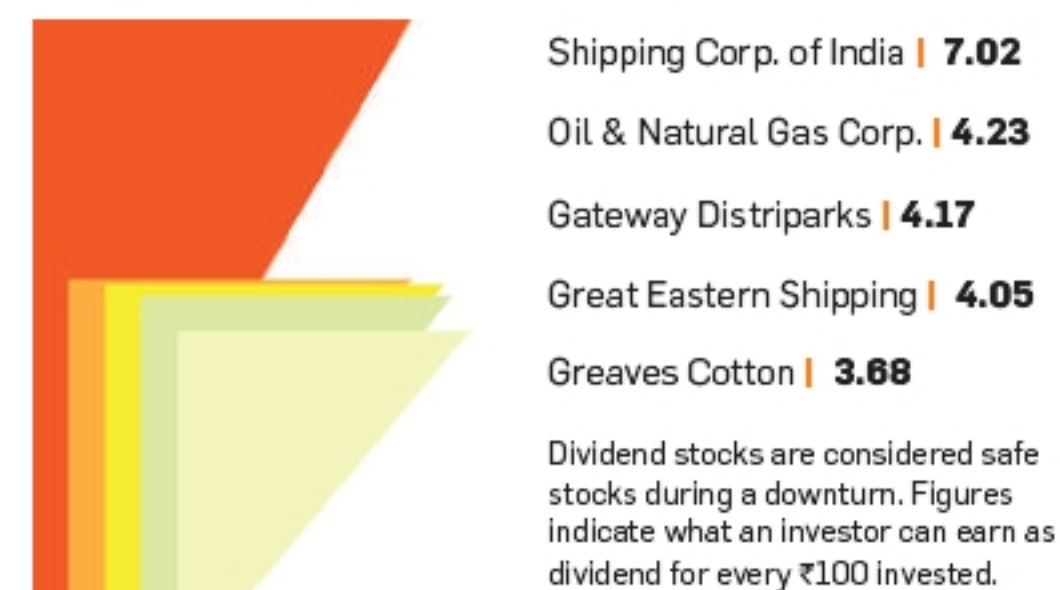 Shipping Corp. of India | 7.02
Oil & Natural Gas Corp. | 4.23
Gateway Distriparks | 4.17
Great Eastern Shipping | 4.05
Greaves Cotton | 3.68
Dividend stocks are considered safe
stocks during a downturn. Figures
indicate what an investor can earn as
dividend for every ₹100 invested.